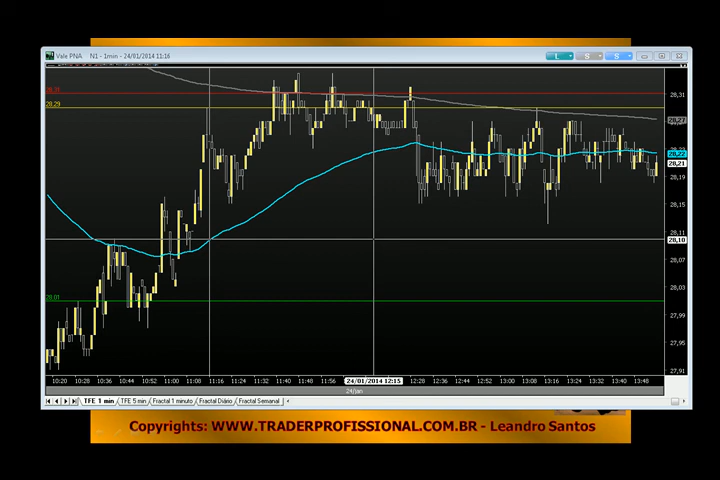 Vale PNA N1 - 1min - 24/01/2014 11:16
L S S
28,31 28,31
28,29
28,27
28,22
28,21
28,19
28,15
28,11
28,10
28,07
28,03
28,01
27,99
27,95
27,91
10:20 10:28 10:36 10:44 10:52 11:00 11:08 11:16 11:24 11:32 11:40 11:48 11:56 24/01/2014 12:15 12:28 12:36 12:44 12:52 13:00 13:08 13:16 13:24 13:32 13:40 13:48
24/jan
TFE 1 min TFE 5 min Fractal 1 minuto Fractal Diário Fractal Semanal
Copyrights: WWW.TRADERPROFISSIONAL.COM.BR - Leandro Santos